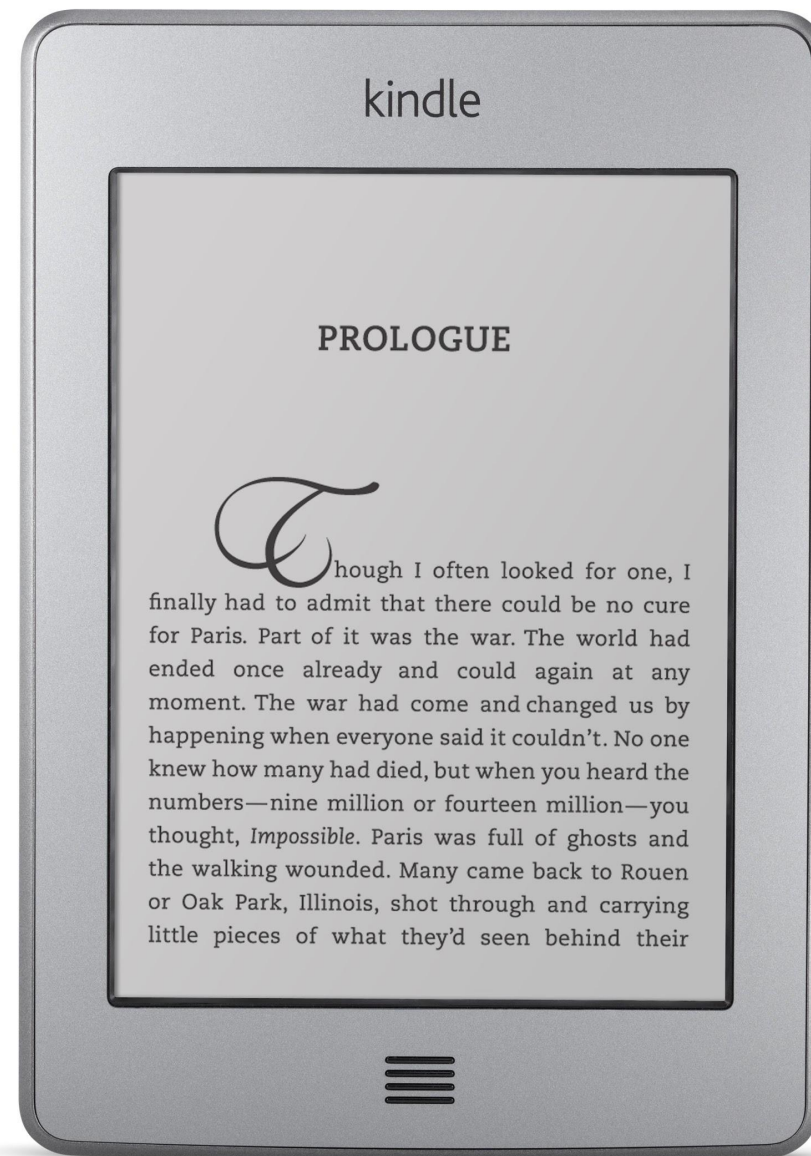 kindle
PROLOGUE
Though I often looked for one, I
finally had to admit that there could be no cure
for Paris. Part of it was the war. The world had
ended once already and could again at any
moment. The war had come and changed us by
happening when everyone said it couldn't. No one
knew how many had died, but when you heard the
numbers—nine million or fourteen million—you
thought, Impossible. Paris was full of ghosts and
the walking wounded. Many came back to Rouen
or Oak Park, Illinois, shot through and carrying
little pieces of what they'd seen behind their